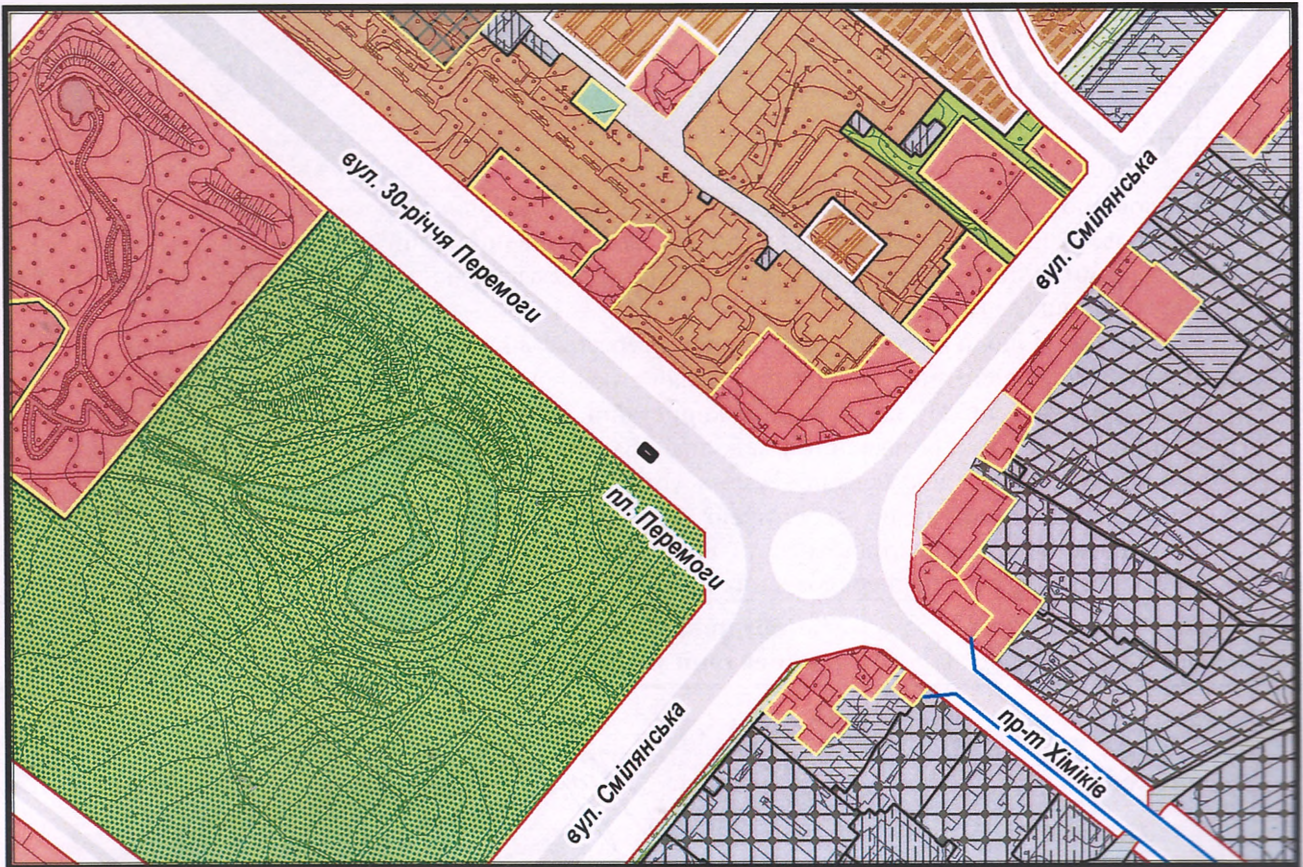 вул. 30-річчя Перемоги
вул. Смілянська
пл. Перемоги
вул. Смілянська
пр-т Хіміків